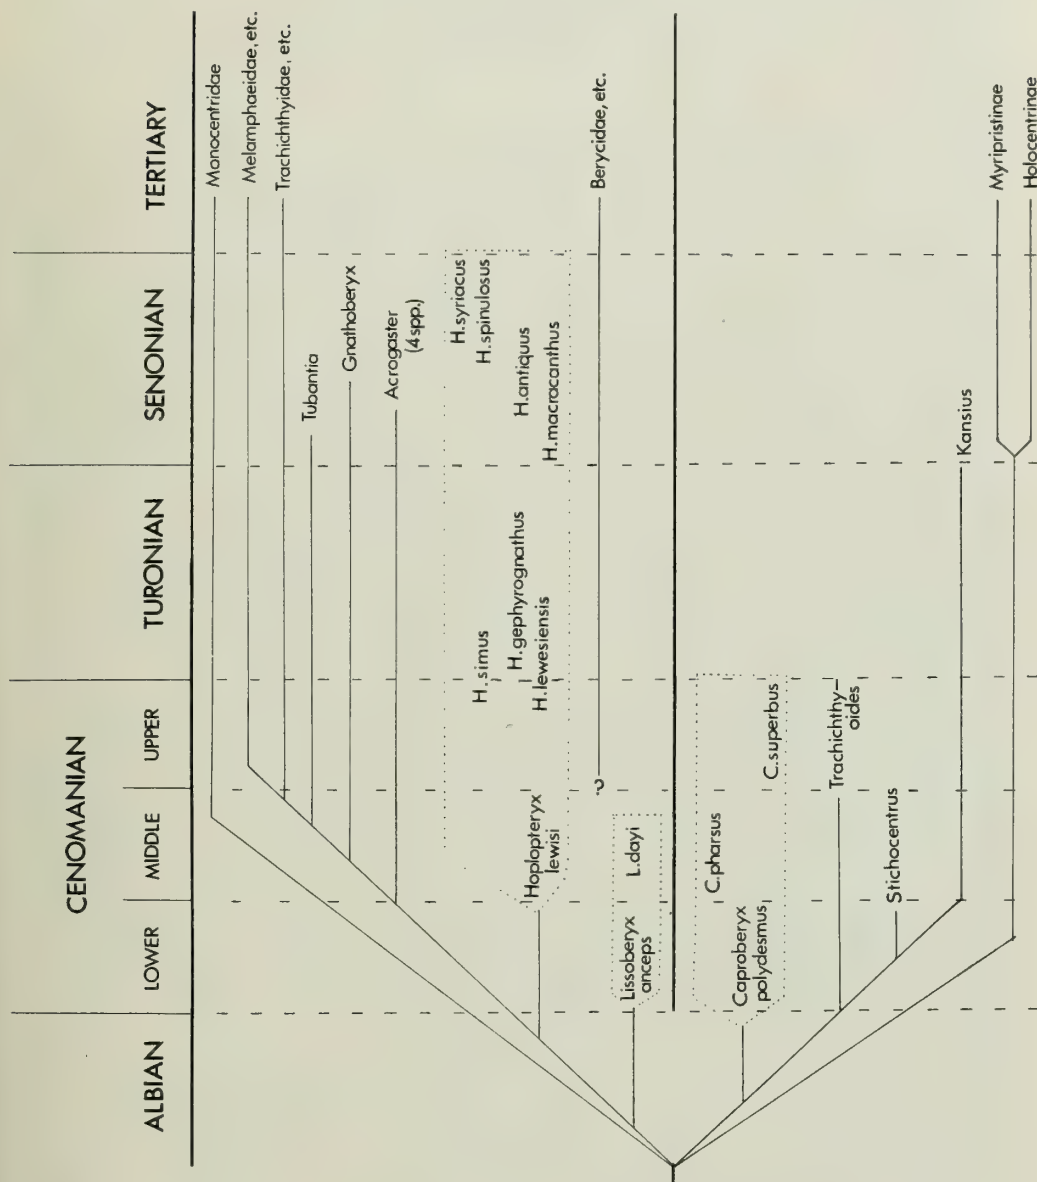 TERTIARY
SENONIAN
TURONIAN
CENOMANIAN
UPPER
MIDDLE
LOWER
ALBIAN
Monocentridae
Melamphaeidae, etc.
Trachichthyidae, etc.
Tubantia
Gnathoberyx
Acrogaster
(4 spp.)
H. syriacus
H. spinulosus
H. antiquus
H. macracanthus
H. simus
H. gephyrognathus
H. lewesiensis
Hoplopteryx
lewisi
Berycidae, etc.
?
Lissoberyx
anceps
L. dayi
C. pharsus
C. superbus
Caproberyx
polydesmus
Trachichthy-
oides
Stichocentrus
Kansius
Myripristinae
Holocentrinae